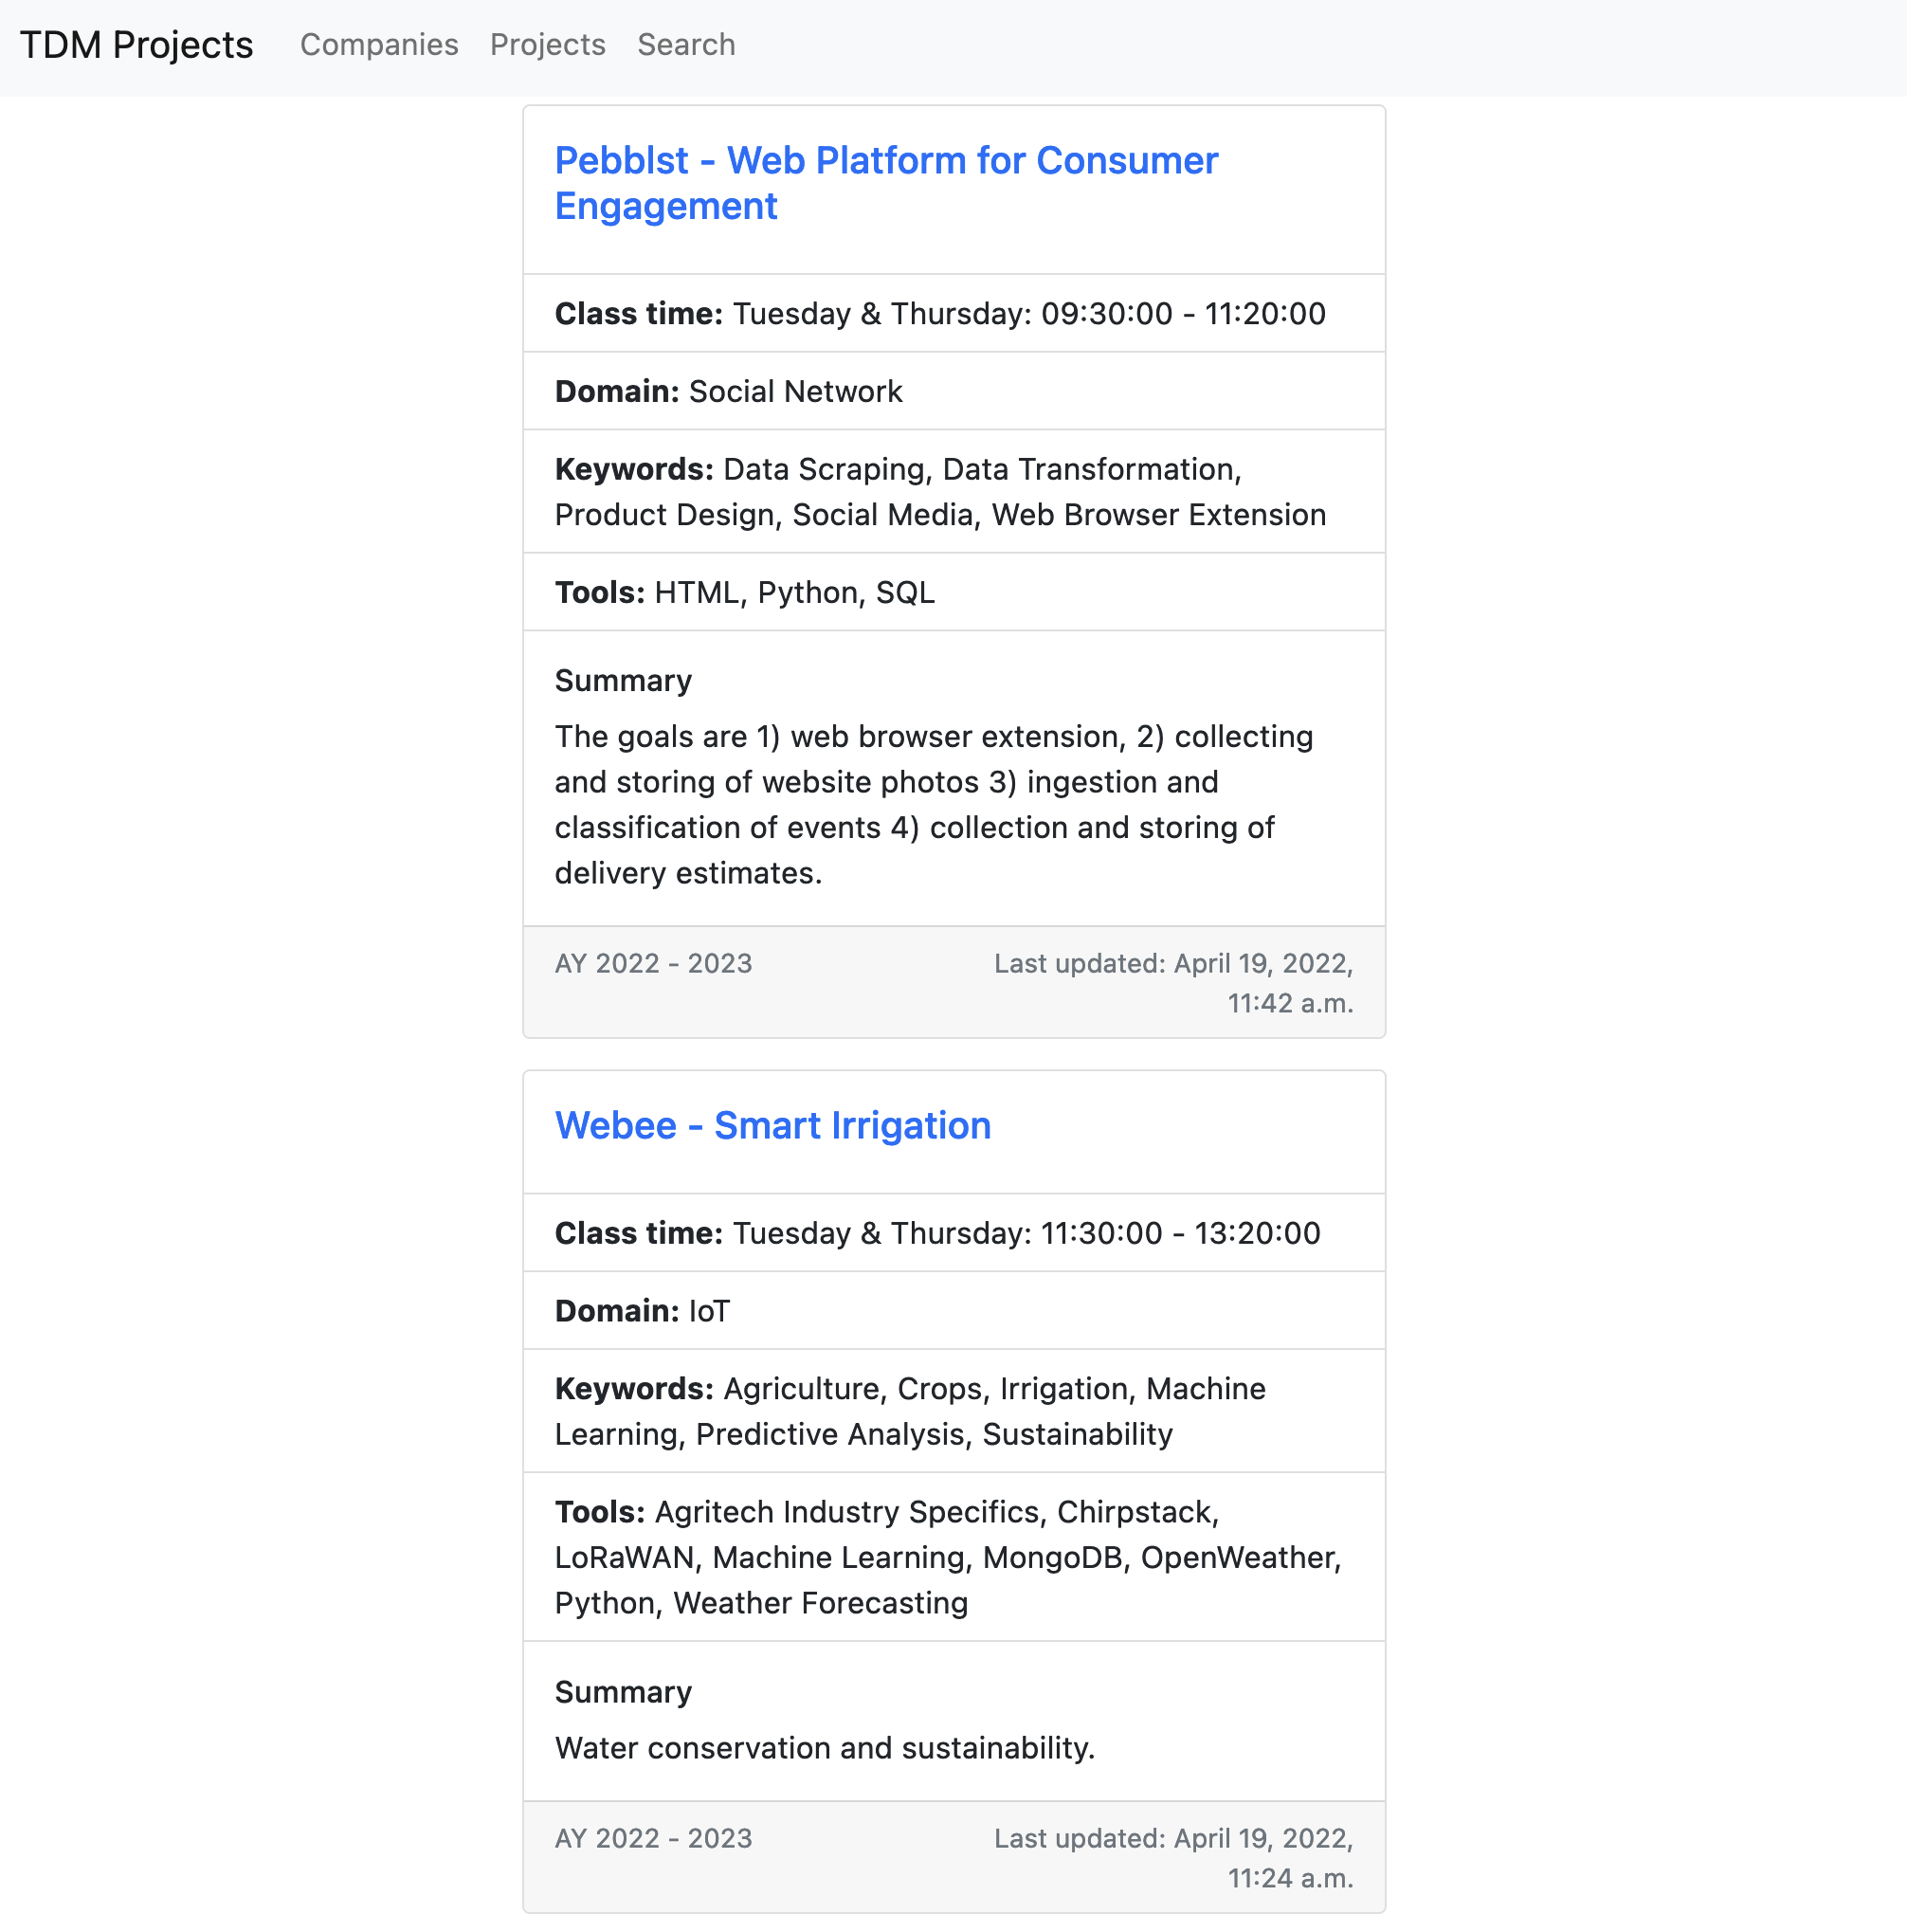 TDM Projects Companies Projects Search
Pebblst - Web Platform for Consumer
Engagement
Class time: Tuesday & Thursday: 09:30:00 - 11:20:00
Domain: Social Network
Keywords: Data Scraping, Data Transformation,
Product Design, Social Media, Web Browser Extension
Tools: HTML, Python, SQL
Summary
The goals are 1) web browser extension, 2) collecting
and storing of website photos 3) ingestion and
classification of events 4) collection and storing of
delivery estimates.
AY 2022 - 2023 Last updated: April 19, 2022,
11:42 a.m.
Webee - Smart Irrigation
Class time: Tuesday & Thursday: 11:30:00 - 13:20:00
Domain: IoT
Keywords: Agriculture, Crops, Irrigation, Machine
Learning, Predictive Analysis, Sustainability
Tools: Agritech Industry Specifics, Chirpstack,
LoRaWAN, Machine Learning, MongoDB, OpenWeather,
Python, Weather Forecasting
Summary
Water conservation and sustainability.
AY 2022 - 2023 Last updated: April 19, 2022,
11:24 a.m.